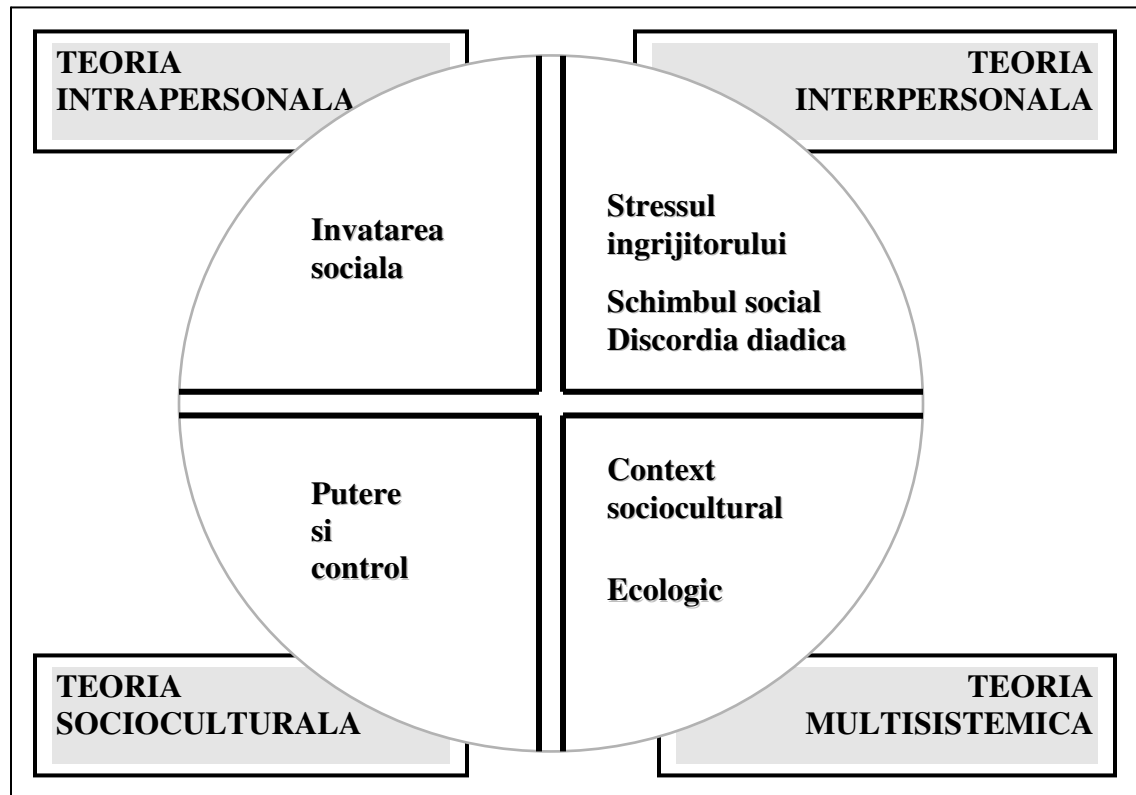 TEORIA
INTRAPERSONALA
TEORIA
INTERPERSONALA
Invatarea
sociala
Stressul
ingrijitorului
Schimbul social
Discordia diadica
Putere
si
control
Context
sociocultural
Ecologic
TEORIA
SOCIOCULTURALA
TEORIA
MULTISISTEMICA